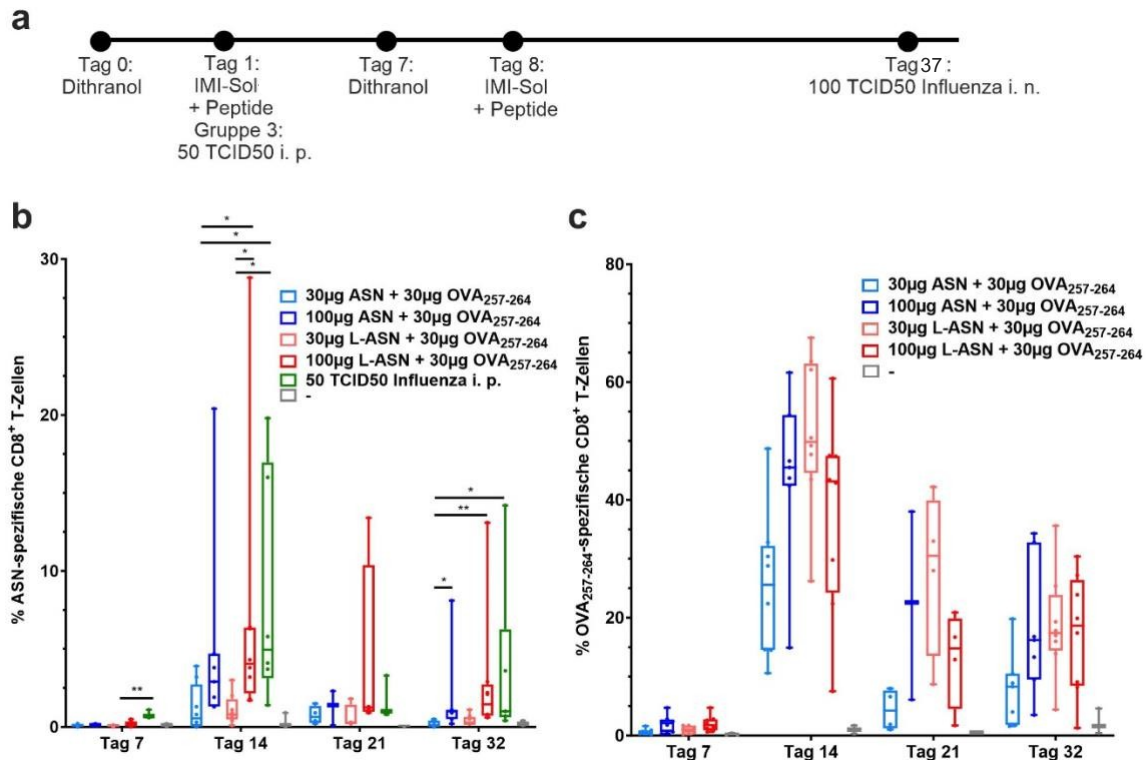 a
Tag 0:
Dithranol
Tag 1:
IMI-Sol
+ Peptide
Gruppe 3:
50 TCID50 i. p.
Tag 7:
Dithranol
Tag 8:
IMI-Sol
+ Peptide
Tag 37:
100 TCID50 Influenza i. n.
b
% ASN-spezifische CD8⁺ T-Zellen
30
20
10
0
**
*
*
*
*
*
**
*
30µg ASN + 30µg OVA₂₅₇₋₂₆₄
100µg ASN + 30µg OVA₂₅₇₋₂₆₄
30µg L-ASN + 30µg OVA₂₅₇₋₂₆₄
100µg L-ASN + 30µg OVA₂₅₇₋₂₆₄
50 TCID50 Influenza i. p.
-
Tag 7
Tag 14
Tag 21
Tag 32
c
% OVA₂₅₇₋₂₆₄-spezifische CD8⁺ T-Zellen
80
60
40
20
0
30µg ASN + 30µg OVA₂₅₇₋₂₆₄
100µg ASN + 30µg OVA₂₅₇₋₂₆₄
30µg L-ASN + 30µg OVA₂₅₇₋₂₆₄
100µg L-ASN + 30µg OVA₂₅₇₋₂₆₄
-
Tag 7
Tag 14
Tag 21
Tag 32